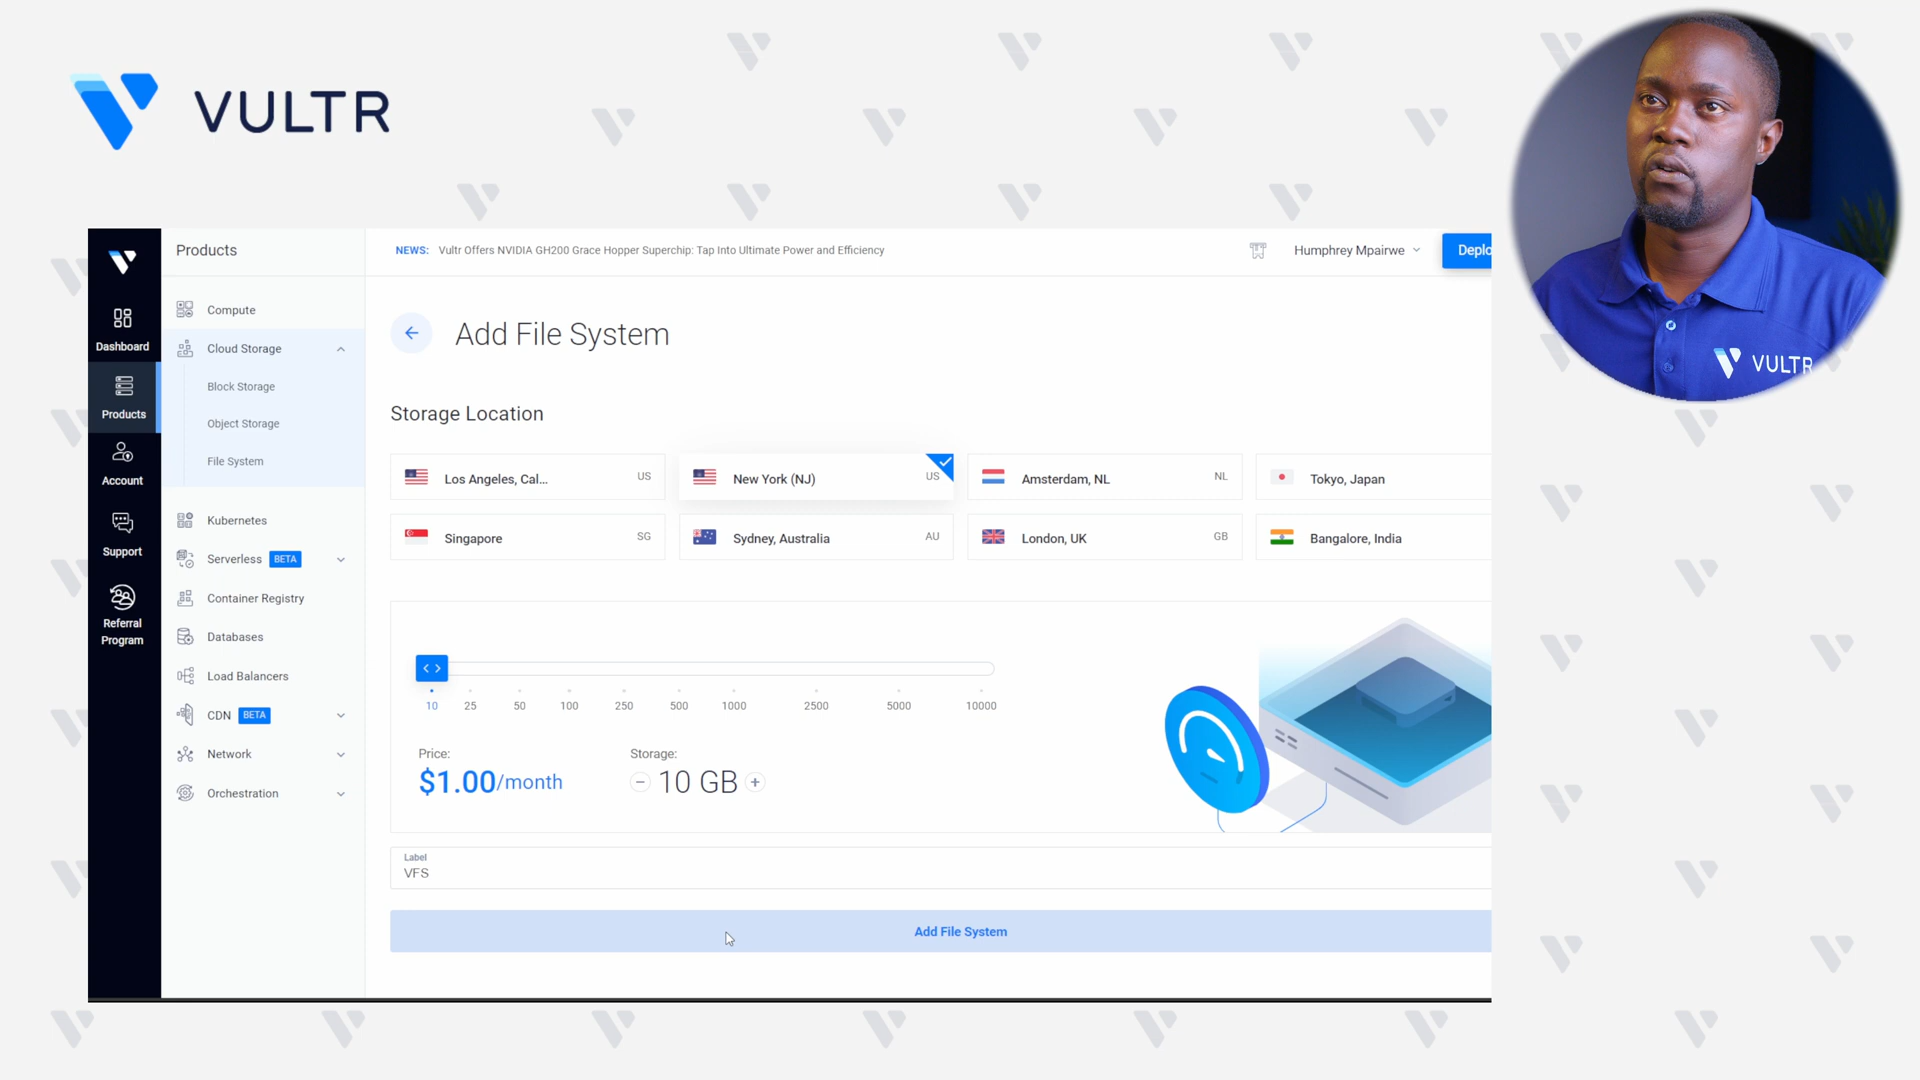 VULTR
Products
NEWS: Vultr Offers NVIDIA GH200 Grace Hopper Superchip: Tap Into Ultimate Power and Efficiency
Humphrey Mpairwe
Deplo
Dashboard
Products
Account
Support
Referral
Program
Compute
Cloud Storage
Block Storage
Object Storage
File System
Kubernetes
Serverless BETA
Container Registry
Databases
Load Balancers
CDN BETA
Network
Orchestration
Add File System
Storage Location
Los Angeles, Cal... US
New York (NJ) US
Amsterdam, NL NL
Tokyo, Japan
Singapore SG
Sydney, Australia AU
London, UK GB
Bangalore, India
10 25 50 100 250 500 1000 2500 5000 10000
Price:
$1.00/month
Storage:
10 GB
Label
VFS
Add File System
VULTR